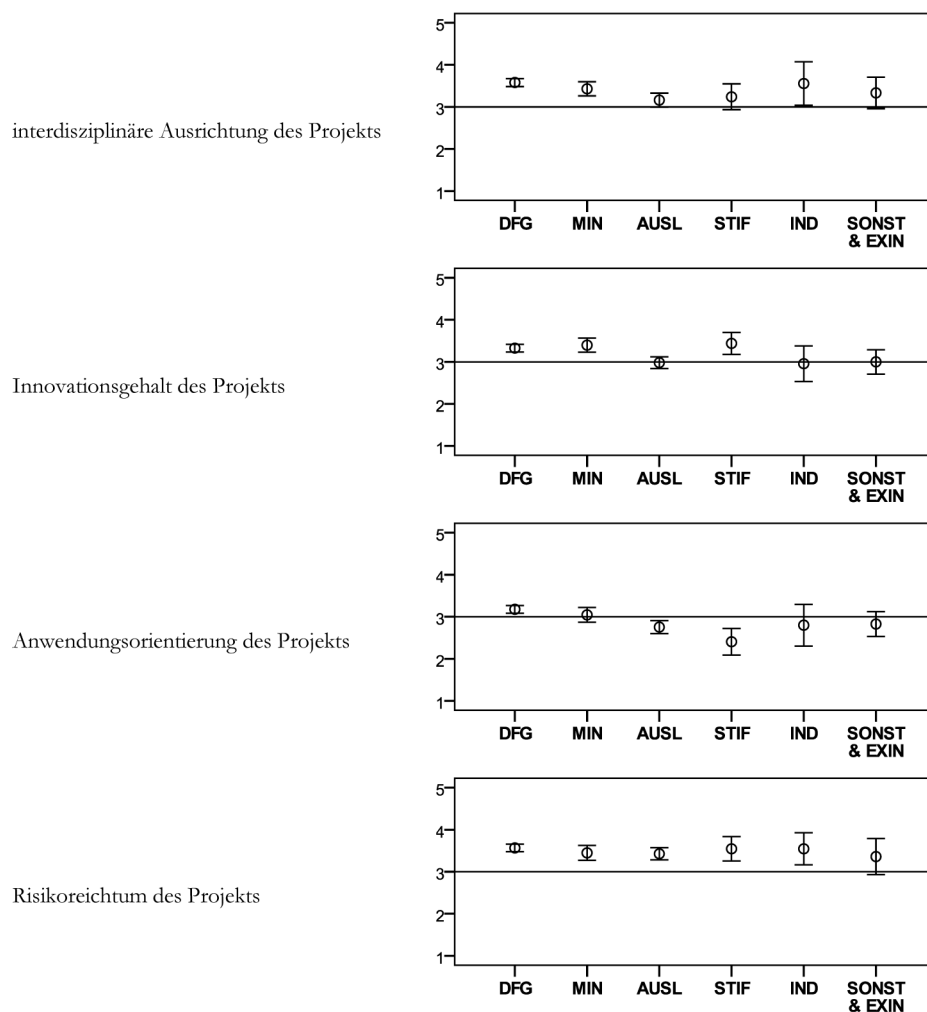 5
4
3
2
1
interdisziplinäre Ausrichtung des Projekts
DFG MIN AUSL STIF IND SONST & EXIN
5
4
3
2
1
Innovationsgehalt des Projekts
DFG MIN AUSL STIF IND SONST & EXIN
5
4
3
2
1
Anwendungsorientierung des Projekts
DFG MIN AUSL STIF IND SONST & EXIN
5
4
3
2
1
Risikoreichtum des Projekts
DFG MIN AUSL STIF IND SONST & EXIN